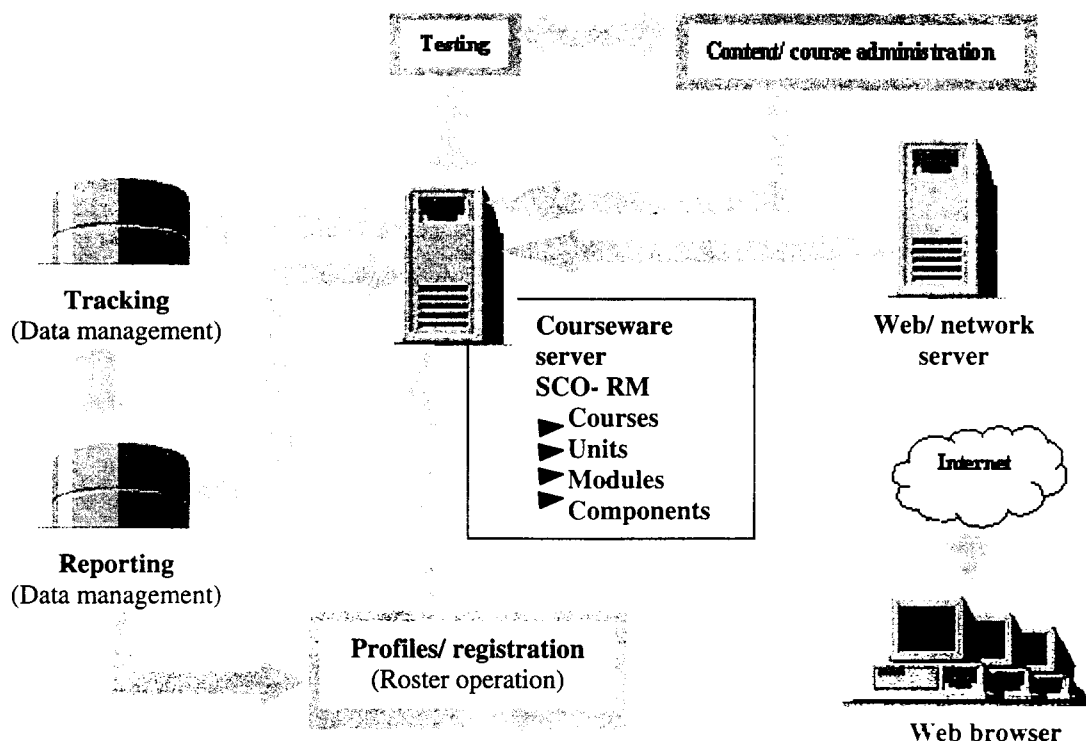 Testing
Content/ course administration
Tracking
(Data management)
Courseware
server
SCO- RM
Courses
Units
Modules
Components
Web/ network
server
Internet
Reporting
(Data management)
Profiles/ registration
(Roster operation)
Web browser